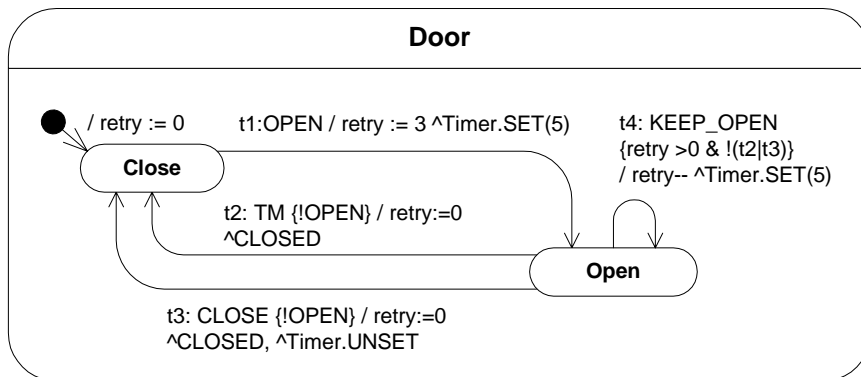 Door
/ retry := 0
t1:OPEN / retry := 3 ^Timer.SET(5)
t4: KEEP_OPEN
{retry >0 & !(t2|t3)}
/ retry-- ^Timer.SET(5)
Close
t2: TM {!OPEN} / retry:=0
^CLOSED
Open
t3: CLOSE {!OPEN} / retry:=0
^CLOSED, ^Timer.UNSET